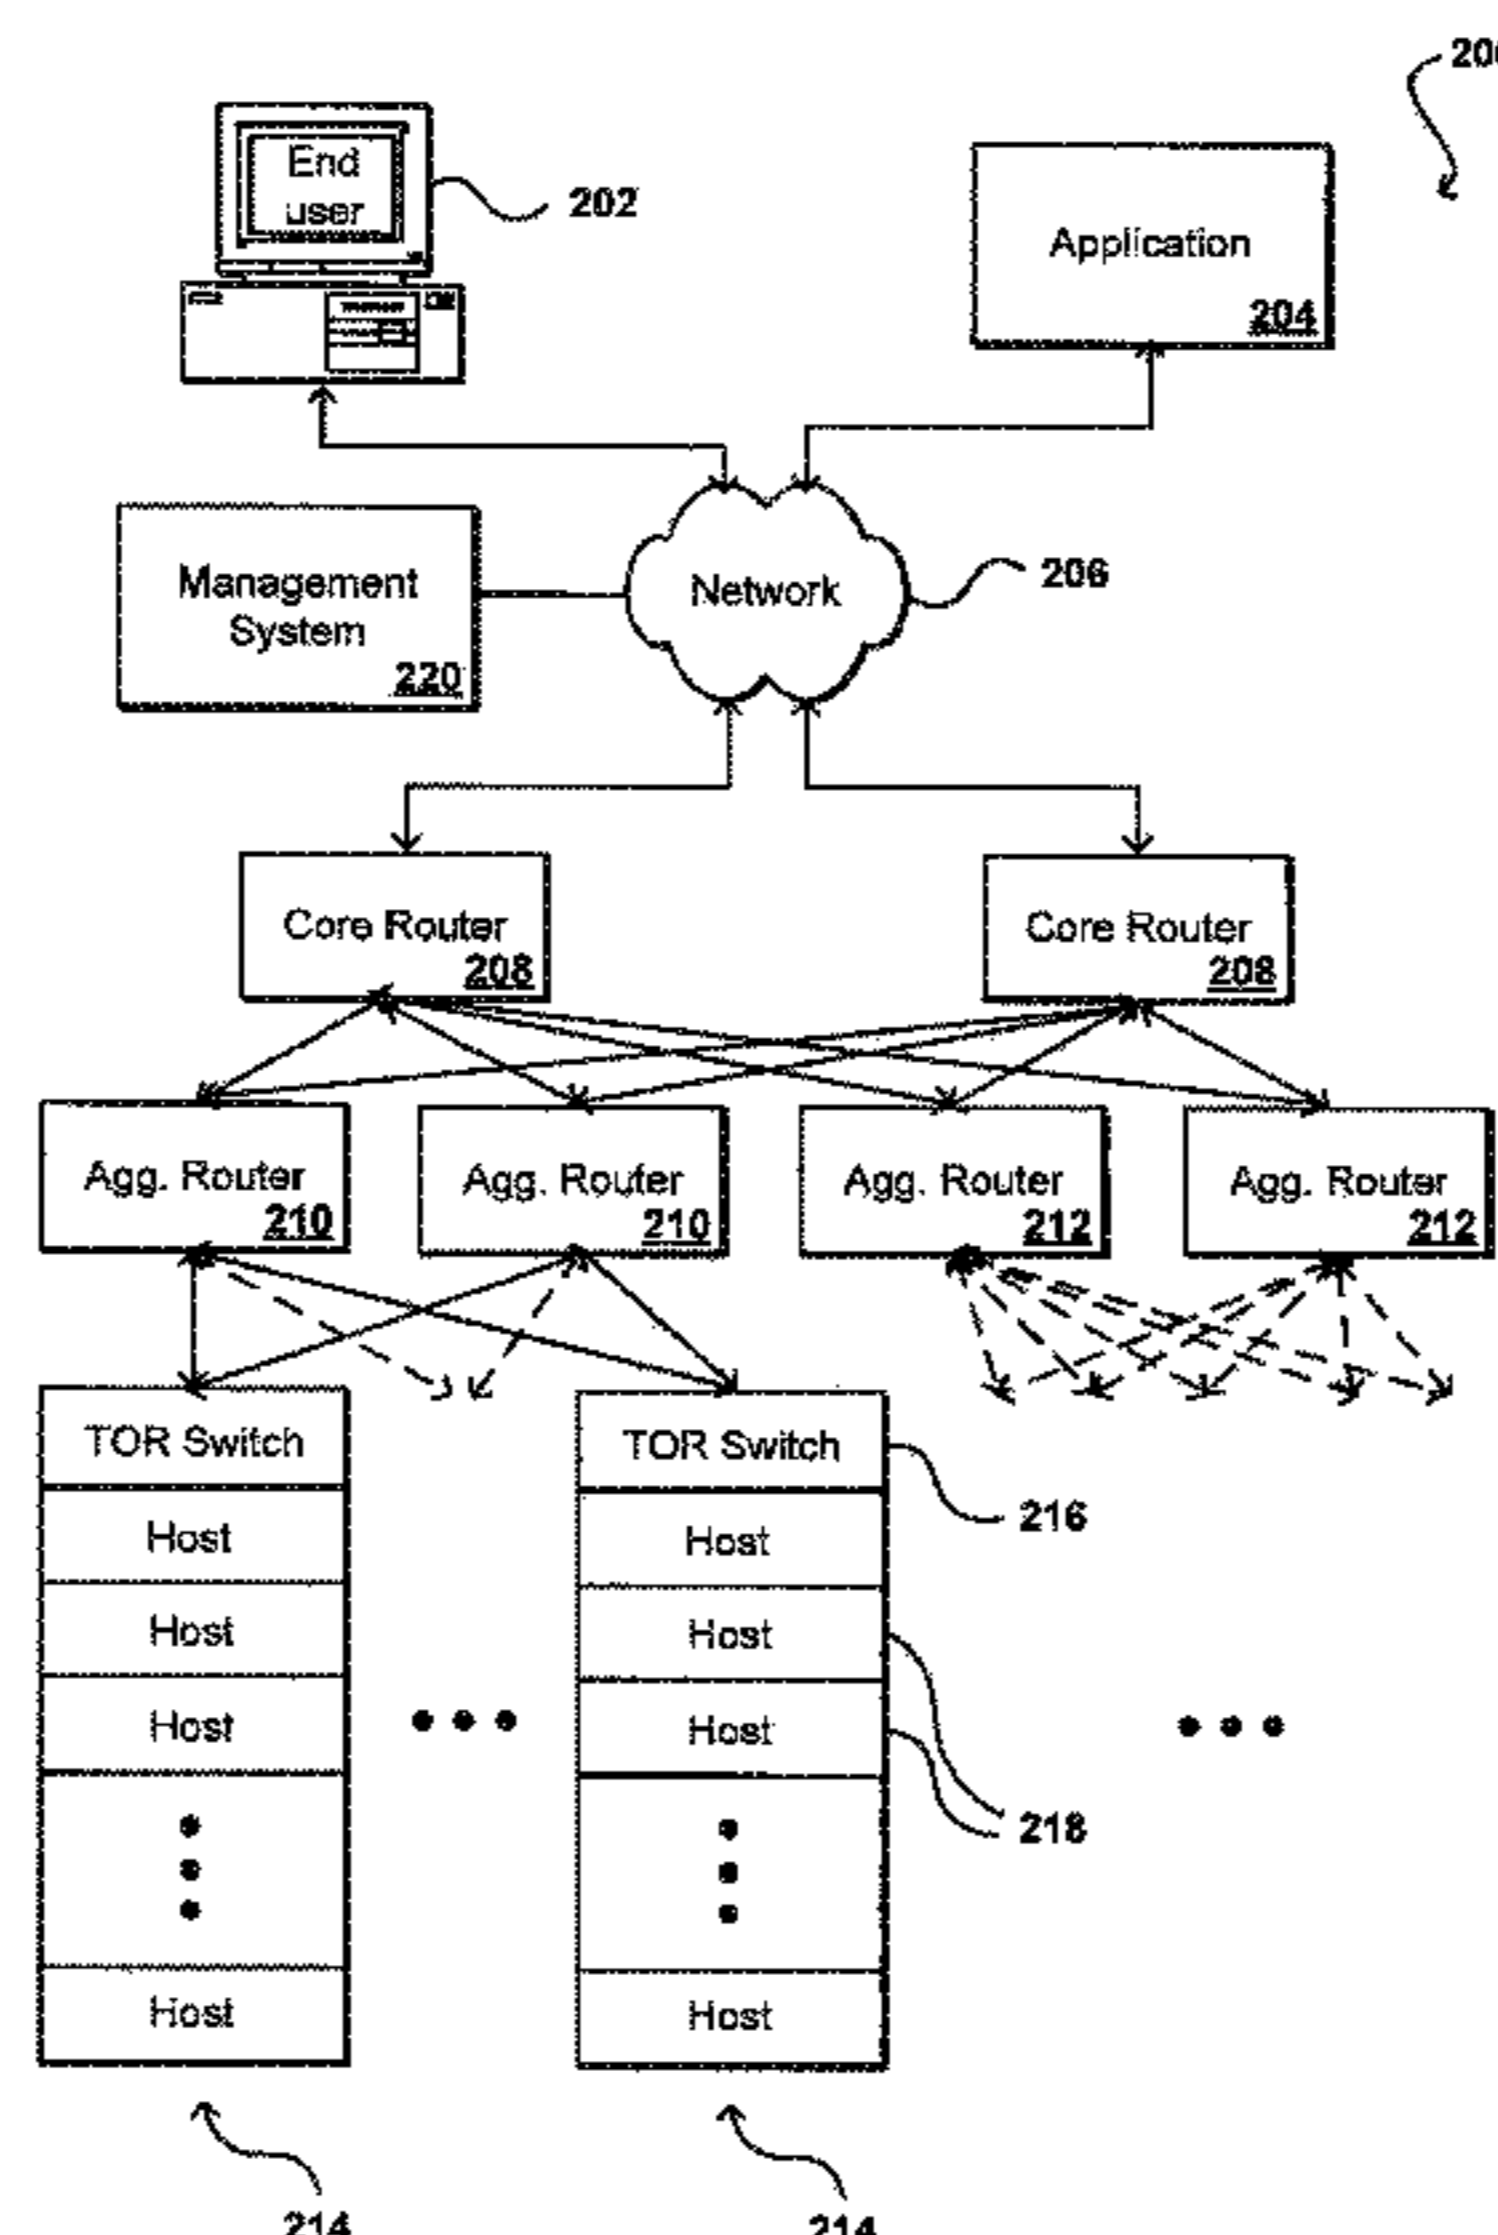 200
End
user
202
Application
204
Management
System
220
Network
206
Core Router
208
Core Router
208
Agg. Router
210
Agg. Router
210
Agg. Router
212
Agg. Router
212
TOR Switch
Host
Host
Host
Host
TOR Switch
Host
Host
Host
Host
216
218
214
214